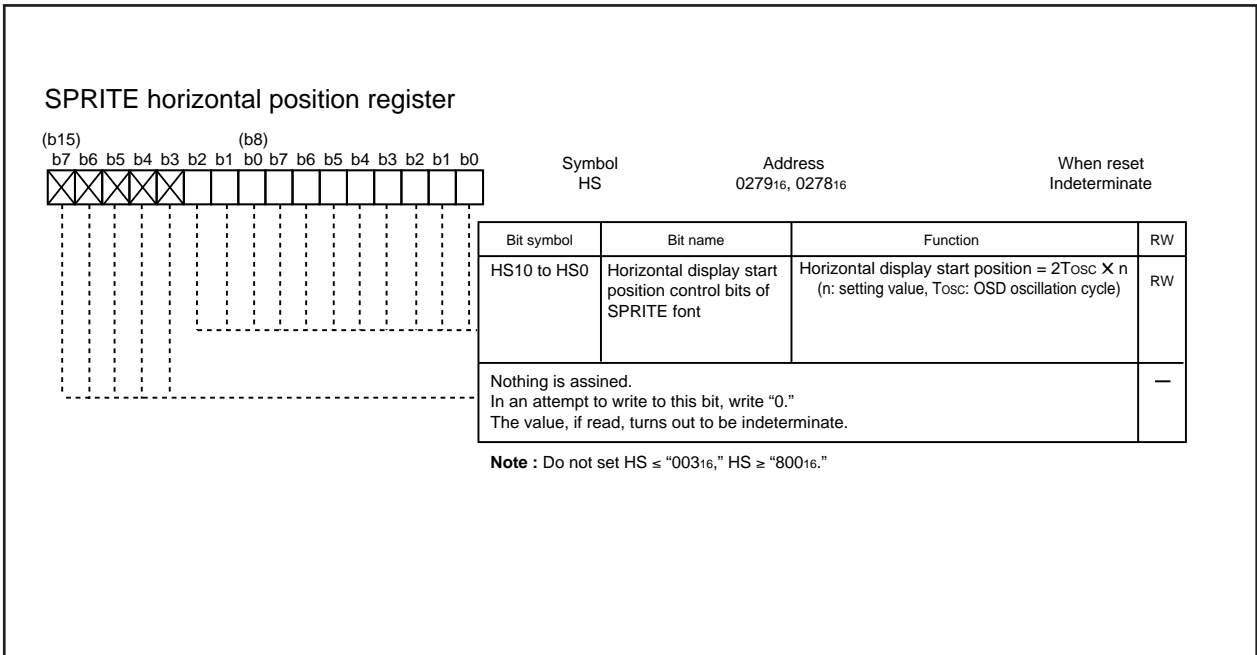 SPRITE horizontal position register
(b15) (b8)
b7 b6 b5 b4 b3 b2 b1 b0 b7 b6 b5 b4 b3 b2 b1 b0
Symbol Address When reset
HS 027916, 027816 Indeterminate
Bit symbol Bit name Function RW
HS10 to HS0 Horizontal display start Horizontal display start position = 2Tosc X n RW
position control bits of (n: setting value, Tosc: OSD oscillation cycle)
SPRITE font
Nothing is assined. —
In an attempt to write to this bit, write “0.”
The value, if read, turns out to be indeterminate.
Note : Do not set HS ≤ “00316,” HS ≥ “80016.”